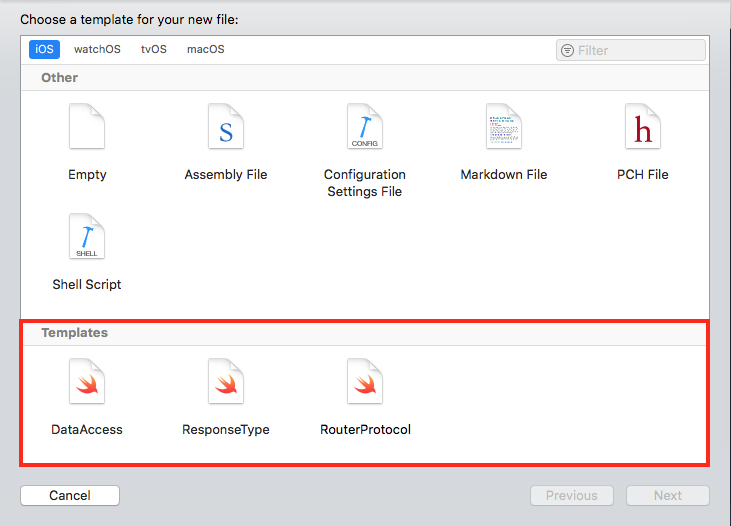 Choose a template for your new file:
iOS watchOS tvOS macOS Filter
Other
S CONFIG h
Empty Assembly File Configuration Settings File Markdown File PCH File
SHELL
Shell Script
Templates
DataAccess ResponseType RouterProtocol
Cancel Previous Next